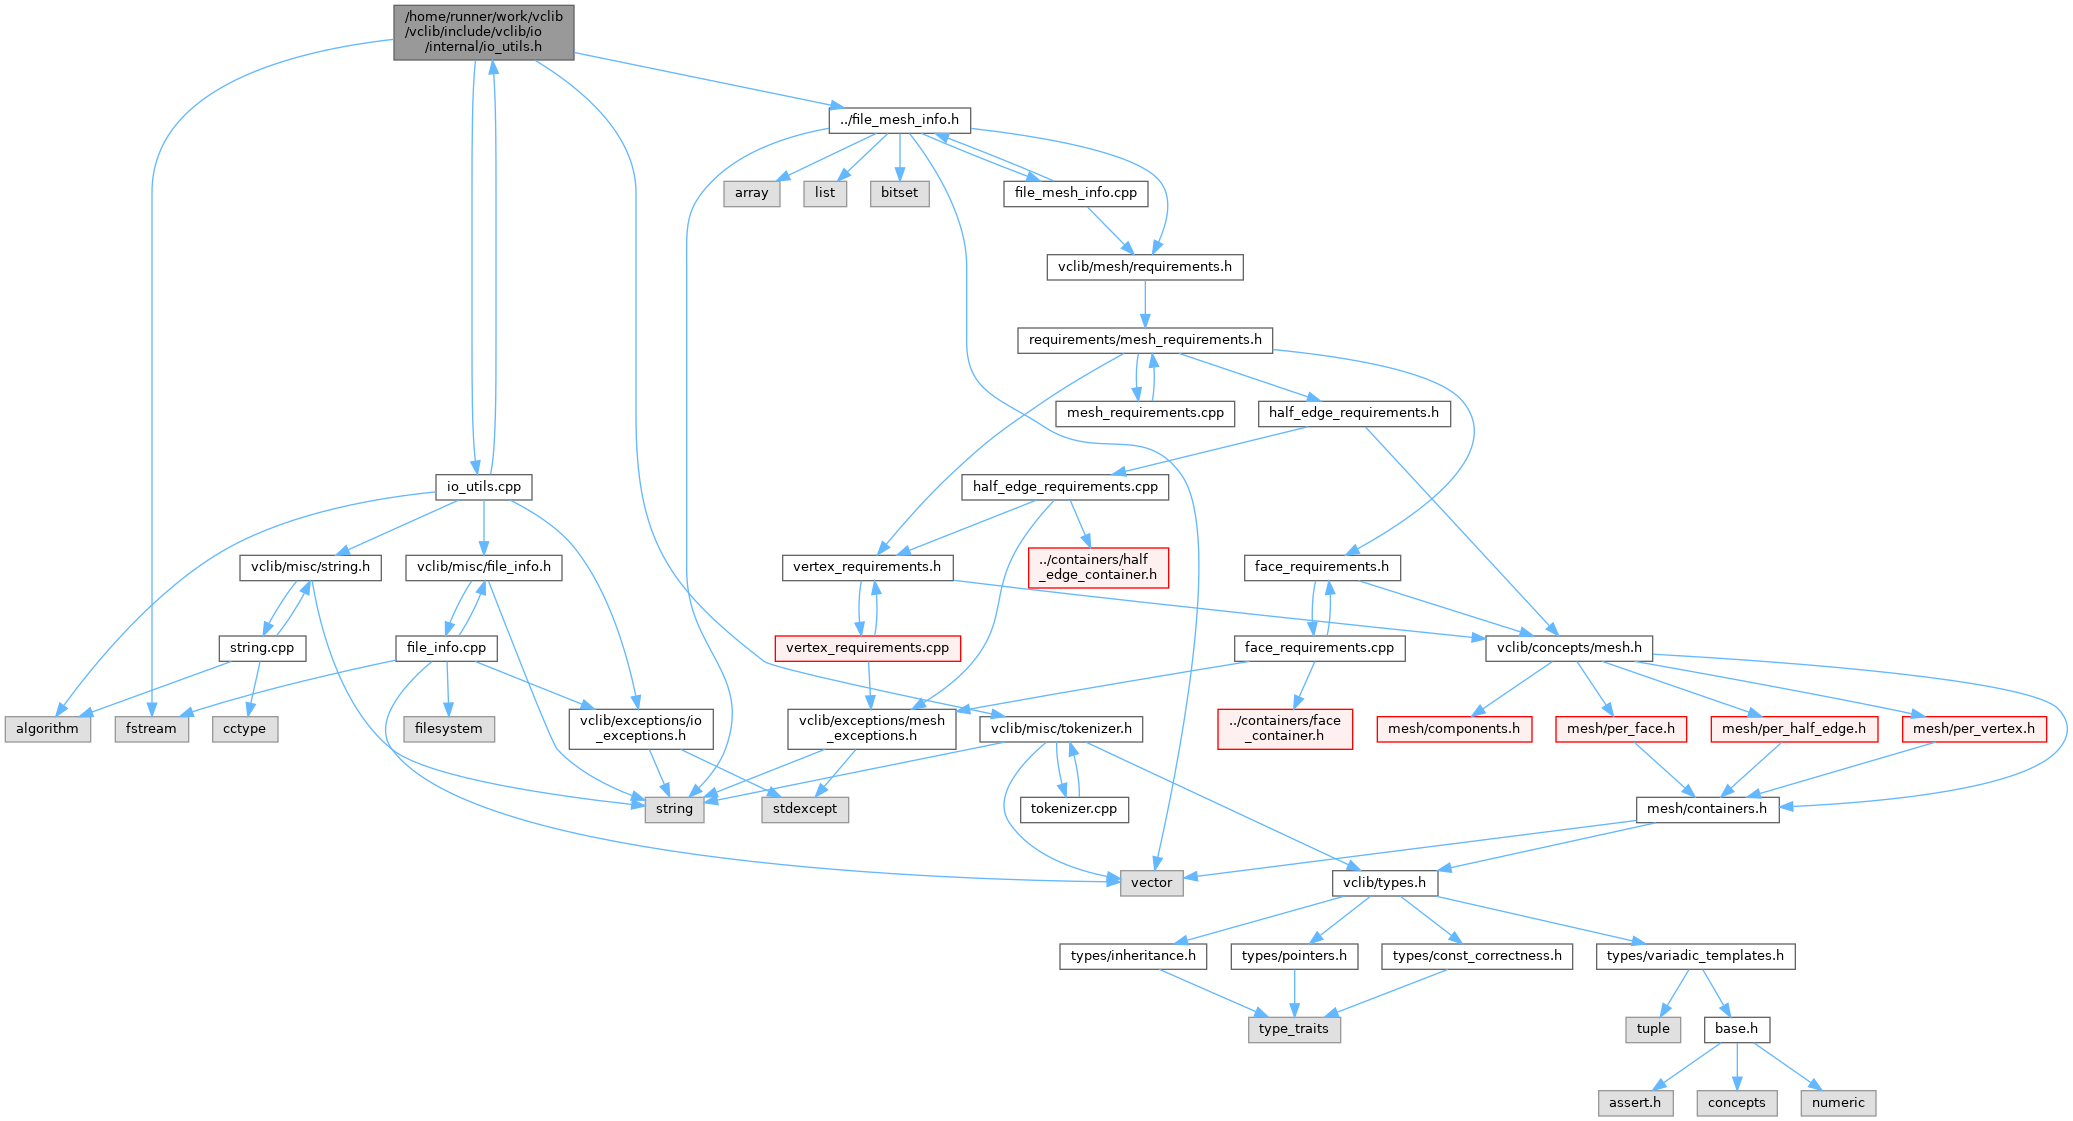 /home/runner/work/vclib
/vclib/include/vclib/io
/internal/io_utils.h
../file_mesh_info.h
array
list
bitset
file_mesh_info.cpp
vclib/mesh/requirements.h
requirements/mesh_requirements.h
mesh_requirements.cpp
half_edge_requirements.h
io_utils.cpp
half_edge_requirements.cpp
vclib/misc/string.h
vclib/misc/file_info.h
vertex_requirements.h
../containers/half
_edge_container.h
face_requirements.h
string.cpp
file_info.cpp
vertex_requirements.cpp
face_requirements.cpp
vclib/concepts/mesh.h
algorithm
fstream
cctype
filesystem
vclib/exceptions/io
_exceptions.h
vclib/exceptions/mesh
_exceptions.h
vclib/misc/tokenizer.h
../containers/face
_container.h
mesh/components.h
mesh/per_face.h
mesh/per_half_edge.h
mesh/per_vertex.h
string
stdexcept
tokenizer.cpp
mesh/containers.h
vector
vclib/types.h
types/inheritance.h
types/pointers.h
types/const_correctness.h
types/variadic_templates.h
type_traits
tuple
base.h
assert.h
concepts
numeric